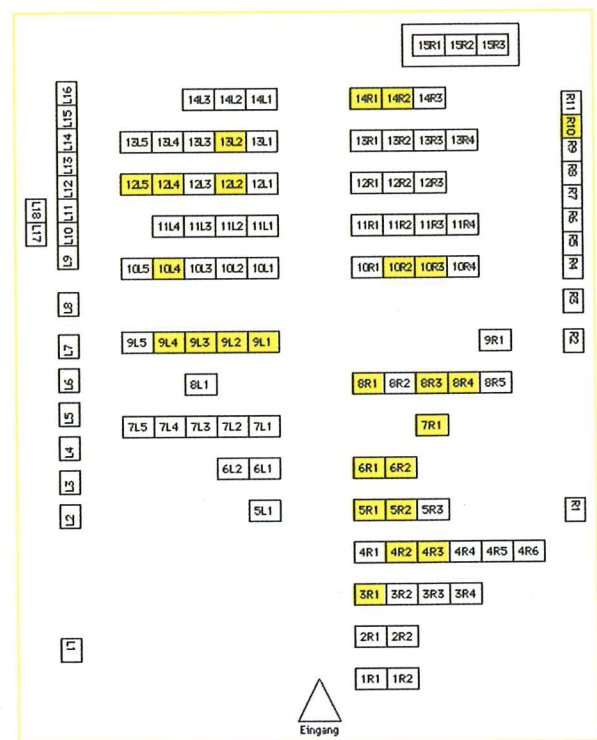 15R1 15R2 15R3
L16 14L3 14L2 14L1 14R1 14R2 14R3 R11
L15 R10
L14 13L5 13L4 13L3 13L2 13L1 13R1 13R2 13R3 13R4 R9
L13 R8
L12 12L5 12L4 12L3 12L2 12L1 12R1 12R2 12R3 R7
L18 L11 R6
L17 L10 11L4 11L3 11L2 11L1 11R1 11R2 11R3 11R4 R5
L9 10L5 10L4 10L3 10L2 10L1 10R1 10R2 10R3 10R4 R4
L8 R3
L7 9L5 9L4 9L3 9L2 9L1 9R1 R2
L6 8L1 8R1 8R2 8R3 8R4 8R5
L5 7L5 7L4 7L3 7L2 7L1 7R1
L4
L3 6L2 6L1 6R1 6R2
L2 5L1 5R1 5R2 5R3 R1
4R1 4R2 4R3 4R4 4R5 4R6
3R1 3R2 3R3 3R4
L1 2R1 2R2
1R1 1R2
Eingang